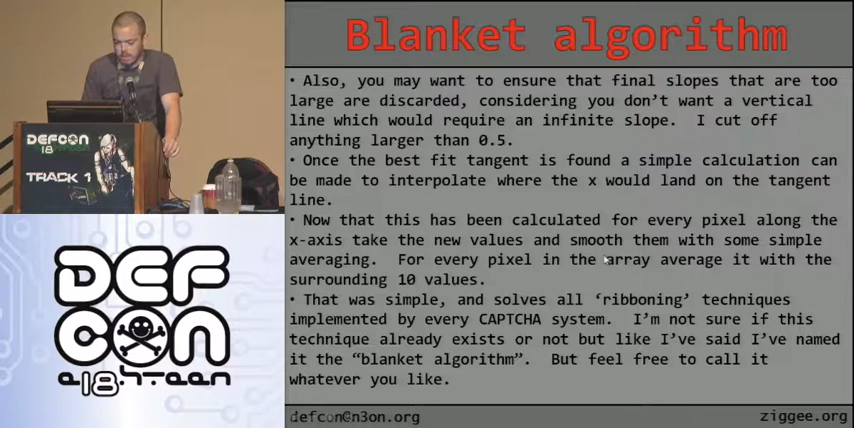 Blanket algorithm
• Also, you may want to ensure that final slopes that are too
large are discarded, considering you don't want a vertical
line which would require an infinite slope.  I cut off
anything larger than 0.5.
• Once the best fit tangent is found a simple calculation can
be made to interpolate where the x would land on the tangent
line.
• Now that this has been calculated for every pixel along the
x-axis take the new values and smooth them with some simple
averaging.  For every pixel in the array average it with the
surrounding 10 values.
• That was simple, and solves all ‘ribboning’ techniques
implemented by every CAPTCHA system.  I'm not sure if this
technique already exists or not but like I've said I've named
it the “blanket algorithm”.  But feel free to call it
whatever you like.
defcon@n3on.org
ziggee.org
DEFCON
18
TRACK 1
DEF
CON
e18hteen